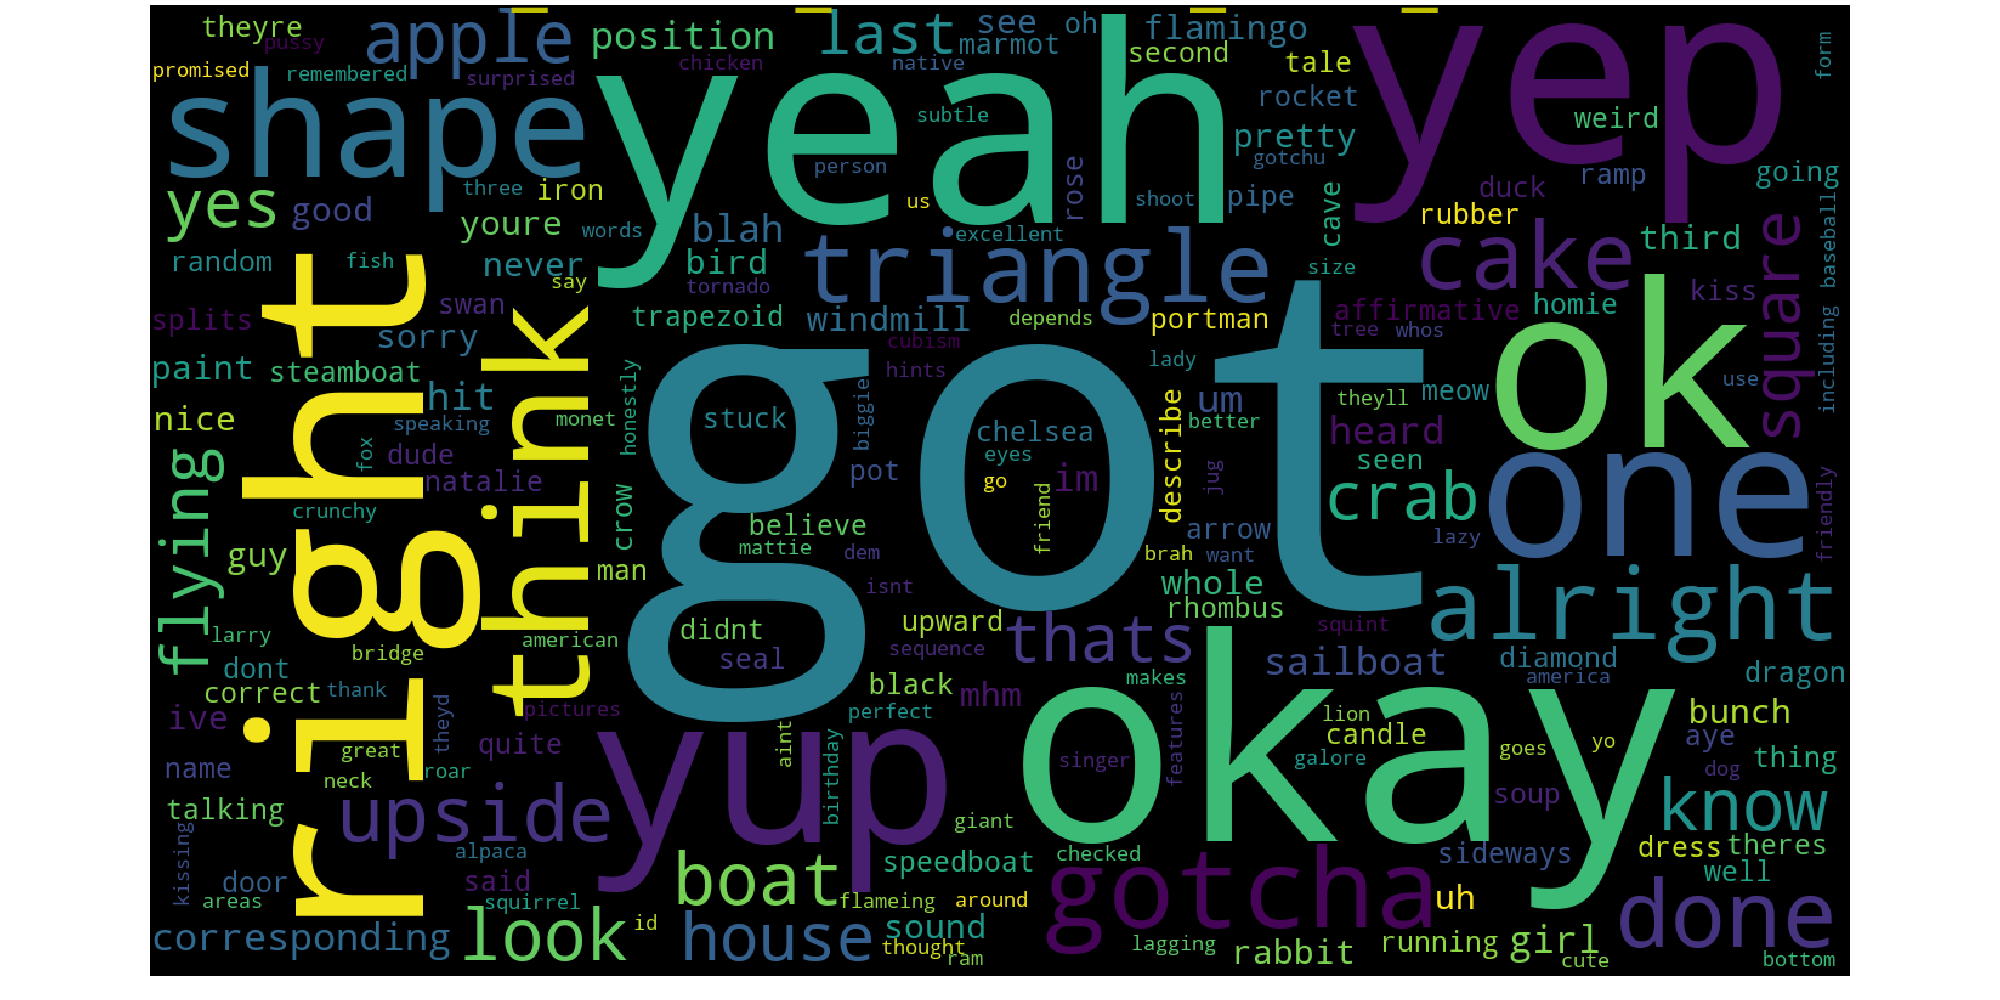 theyre
pussy
promised
remembered
apple
surprised
position
chicken
last
native
see
marmot
oh
flamingo
second
tale
yep
form
shape
yeah
subtle
rocket
pretty
gotchu
weird
yes
good
three
iron
youre
words
person
us
rose
shoot
pipe
cave
duck
ramp
going
rubber
cake
third
square
baseballs
random
fish
never
say
blah
bird
tornado
triangle
excellent
size
right
swan
splits
sorry
think
trapezoid
windmill
depends
portman
affirmative
homie
kiss
tree
whos
ok
including
paint
steamboat
hit
honestly
cubism
hints
got
lady
meow
use
theyll
nice
speaking
monet
stuck
biggie
chelsea
eyes
um
better
describe
heard
seen
fox
dude
natalie
pot
go
im
friend
jug
crab
one
flying
crunchy
crow
believe
mattie
dem
arrow
brah
want
lazy
friendly
guy
man
isnt
whole
rhombus
alright
larry
bridge
american
didnt
seal
upward
sequence
thats
squint
sailboat
diamond
america
dragon
dont
correct
thank
pictures
black
perfect
mhm
makes
okay
ive
theyd
quite
great
neck
roar
aint
birthday
yup
singer
features
lion
candle
galore
goes
yo
bunch
aye
thing
name
talking
upside
giant
dog
soup
know
kissing
alpaca
boat
speedboat
checked
sideways
dress
theres
well
door
areas
said
squirrel
flameing
around
gotcha
uh
done
corresponding
look
id
house
sound
thought
ram
lagging
rabbit
running
girl
cute
bottom